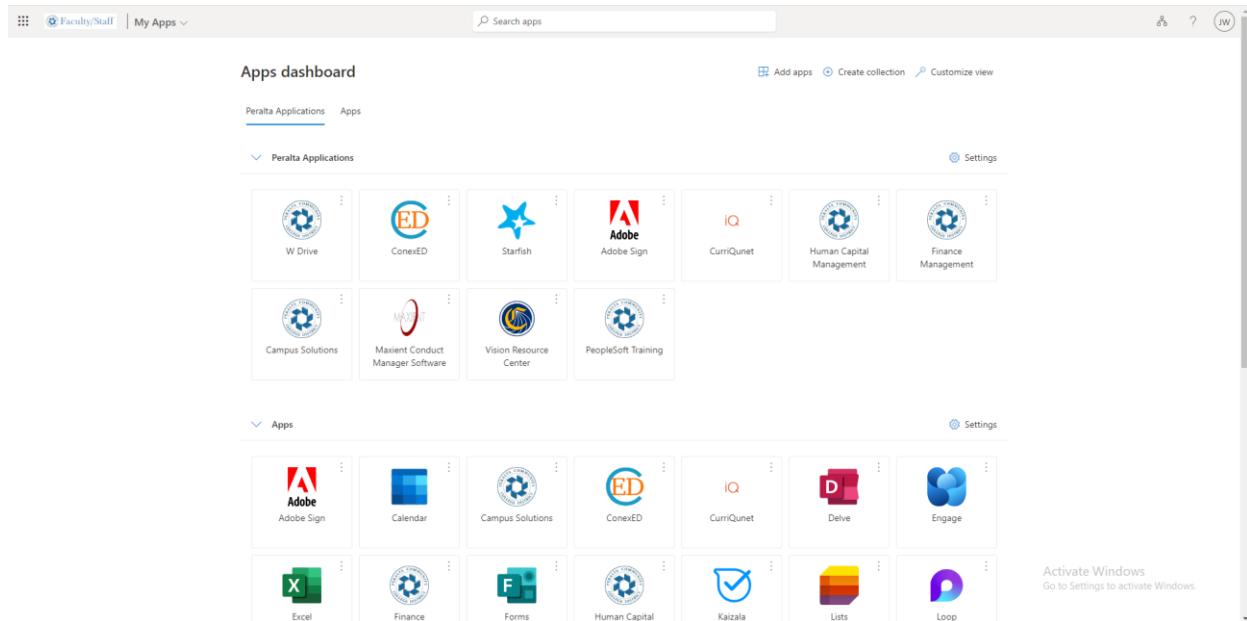 Faculty/Staff My Apps Search apps JW
Apps dashboard Add apps Create collection Customize view
Peralta Applications Apps
Peralta Applications Settings
Adobe iQ
W Drive ConexED Starfish Adobe Sign CurriQunet Human Capital Finance
Management Management
MAXIENT
Campus Solutions Maxient Conduct Vision Resource PeopleSoft Training
Manager Software Center
Apps Settings
Adobe ED iQ D
Adobe Sign Calendar Campus Solutions ConexED CurriQunet Delve Engage
X F
Excel Finance Forms Human Capital Kaizala Lists Loop
Activate Windows
Go to Settings to activate Windows.